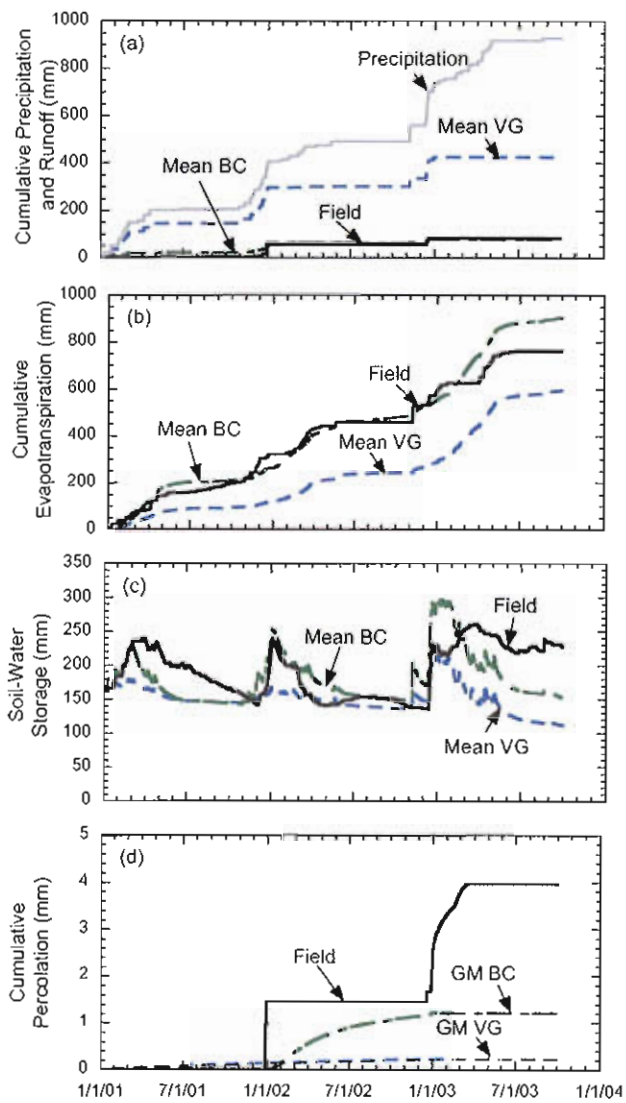 (a)
Cumulative Precipitation
and Runoff (mm)
1000
800
600
400
200
0
Precipitation
Mean VG
Mean BC
Field
(b)
Cumulative
Evapotranspiration (mm)
1000
800
600
400
200
0
Field
Mean BC
Mean VG
(c)
Soil-Water
Storage (mm)
350
300
250
200
150
100
50
0
Field
Mean BC
Mean VG
(d)
Cumulative
Percolation (mm)
5
4
3
2
1
0
Field
GM BC
GM VG
1/1/01 7/1/01 1/1/02 7/1/02 1/1/03 7/1/03 1/1/04